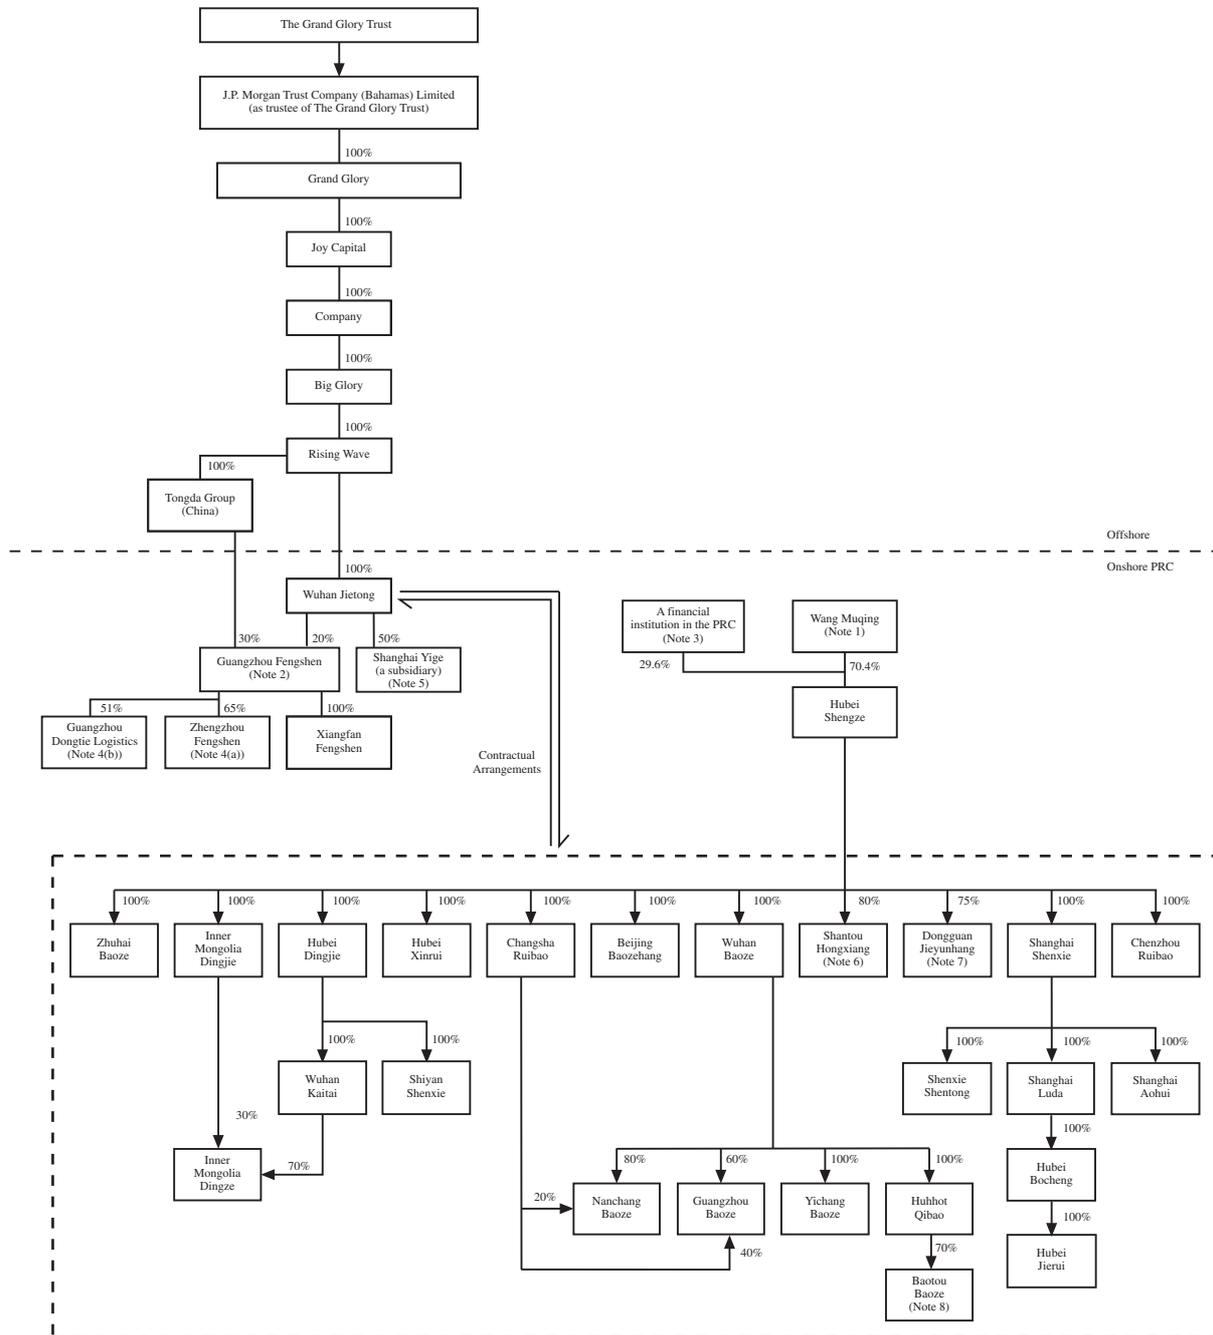 The Grand Glory Trust
J.P. Morgan Trust Company (Bahamas) Limited
(as trustee of The Grand Glory Trust)
100%
Grand Glory
100%
Joy Capital
100%
Company
100%
Big Glory
100%
Rising Wave
100%
Tongda Group
(China)
Offshore
Onshore PRC
100%
Wuhan Jietong
30%
20%
50%
Guangzhou Fengshen
(Note 2)
Shanghai Yige
(a subsidiary)
(Note 5)
51%
65%
100%
Guangzhou
Dongtie Logistics
(Note 4(b))
Zhengzhou
Fengshen
(Note 4(a))
Xiangfan
Fengshen
A financial
institution in the PRC
(Note 3)
Wang Muqing
(Note 1)
29.6%
70.4%
Hubei
Shengze
Contractual
Arrangements
100%
100%
100%
100%
100%
100%
100%
80%
75%
100%
100%
Zhuhai
Baoze
Inner
Mongolia
Dingjie
Hubei
Dingjie
Hubei
Xinrui
Changsha
Ruibao
Beijing
Baozehang
Wuhan
Baoze
Shantou
Hongxiang
(Note 6)
Dongguan
Jieyunhang
(Note 7)
Shanghai
Shenxie
Chenzhou
Ruibao
100%
100%
100%
100%
100%
Wuhan
Kaitai
Shiyan
Shenxie
Shenxie
Shentong
Shanghai
Luda
Shanghai
Aohui
30%
70%
Inner
Mongolia
Dingze
100%
Hubei
Bocheng
100%
Hubei
Jierui
80%
60%
100%
100%
20%
Nanchang
Baoze
Guangzhou
Baoze
Yichang
Baoze
Huhhot
Qibao
40%
70%
Baotou
Baoze
(Note 8)